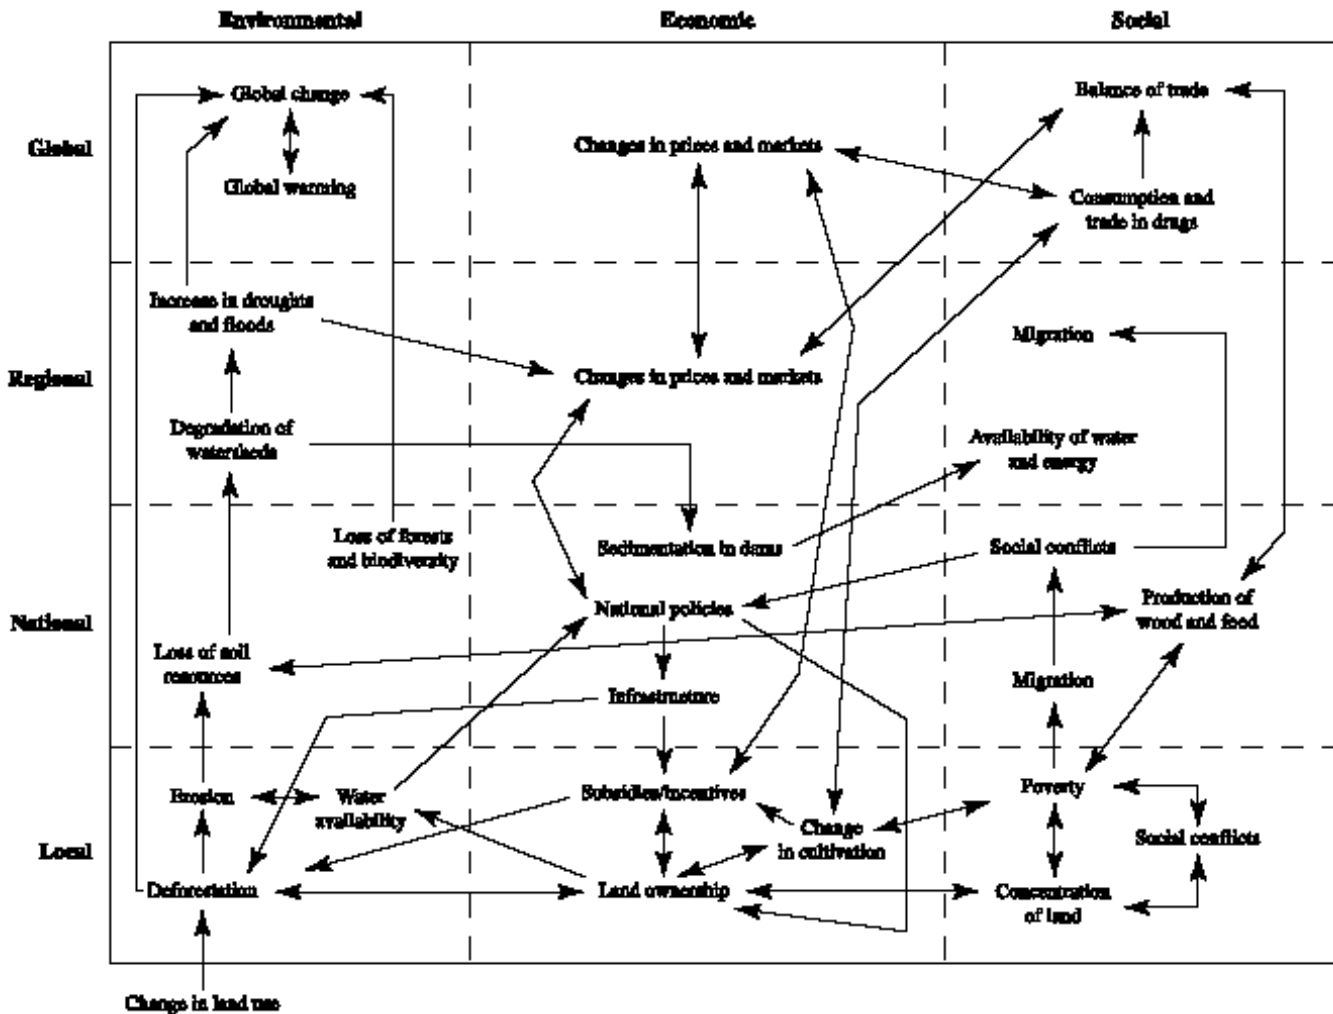 Environmental
Economic
Social
Global
Global change
Global warming
Changes in prices and markets
Balance of trade
Consumption and
trade in drugs
Regional
Increase in droughts
and floods
Degradation of
watersheds
Changes in prices and markets
Migration
Availability of water
and energy
National
Loss of forests
and biodiversity
Loss of soil
resources
Sedimentation in dams
National policies
Infrastructure
Social conflicts
Production of
wood and feed
Migration
Local
Erosion
Water
availability
Deforestation
Subsidies/incentives
Change
in cultivation
Land ownership
Poverty
Social conflicts
Concentration
of land
Change in land use